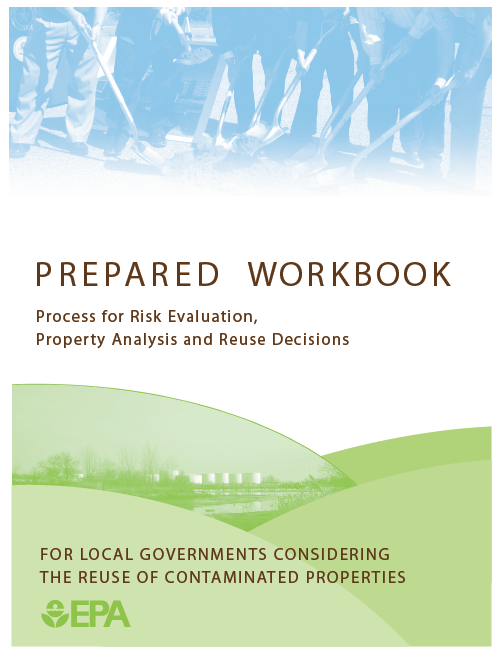 PREPARED WORKBOOK
Process for Risk Evaluation,
Property Analysis and Reuse Decisions
FOR LOCAL GOVERNMENTS CONSIDERING
THE REUSE OF CONTAMINATED PROPERTIES
EPA